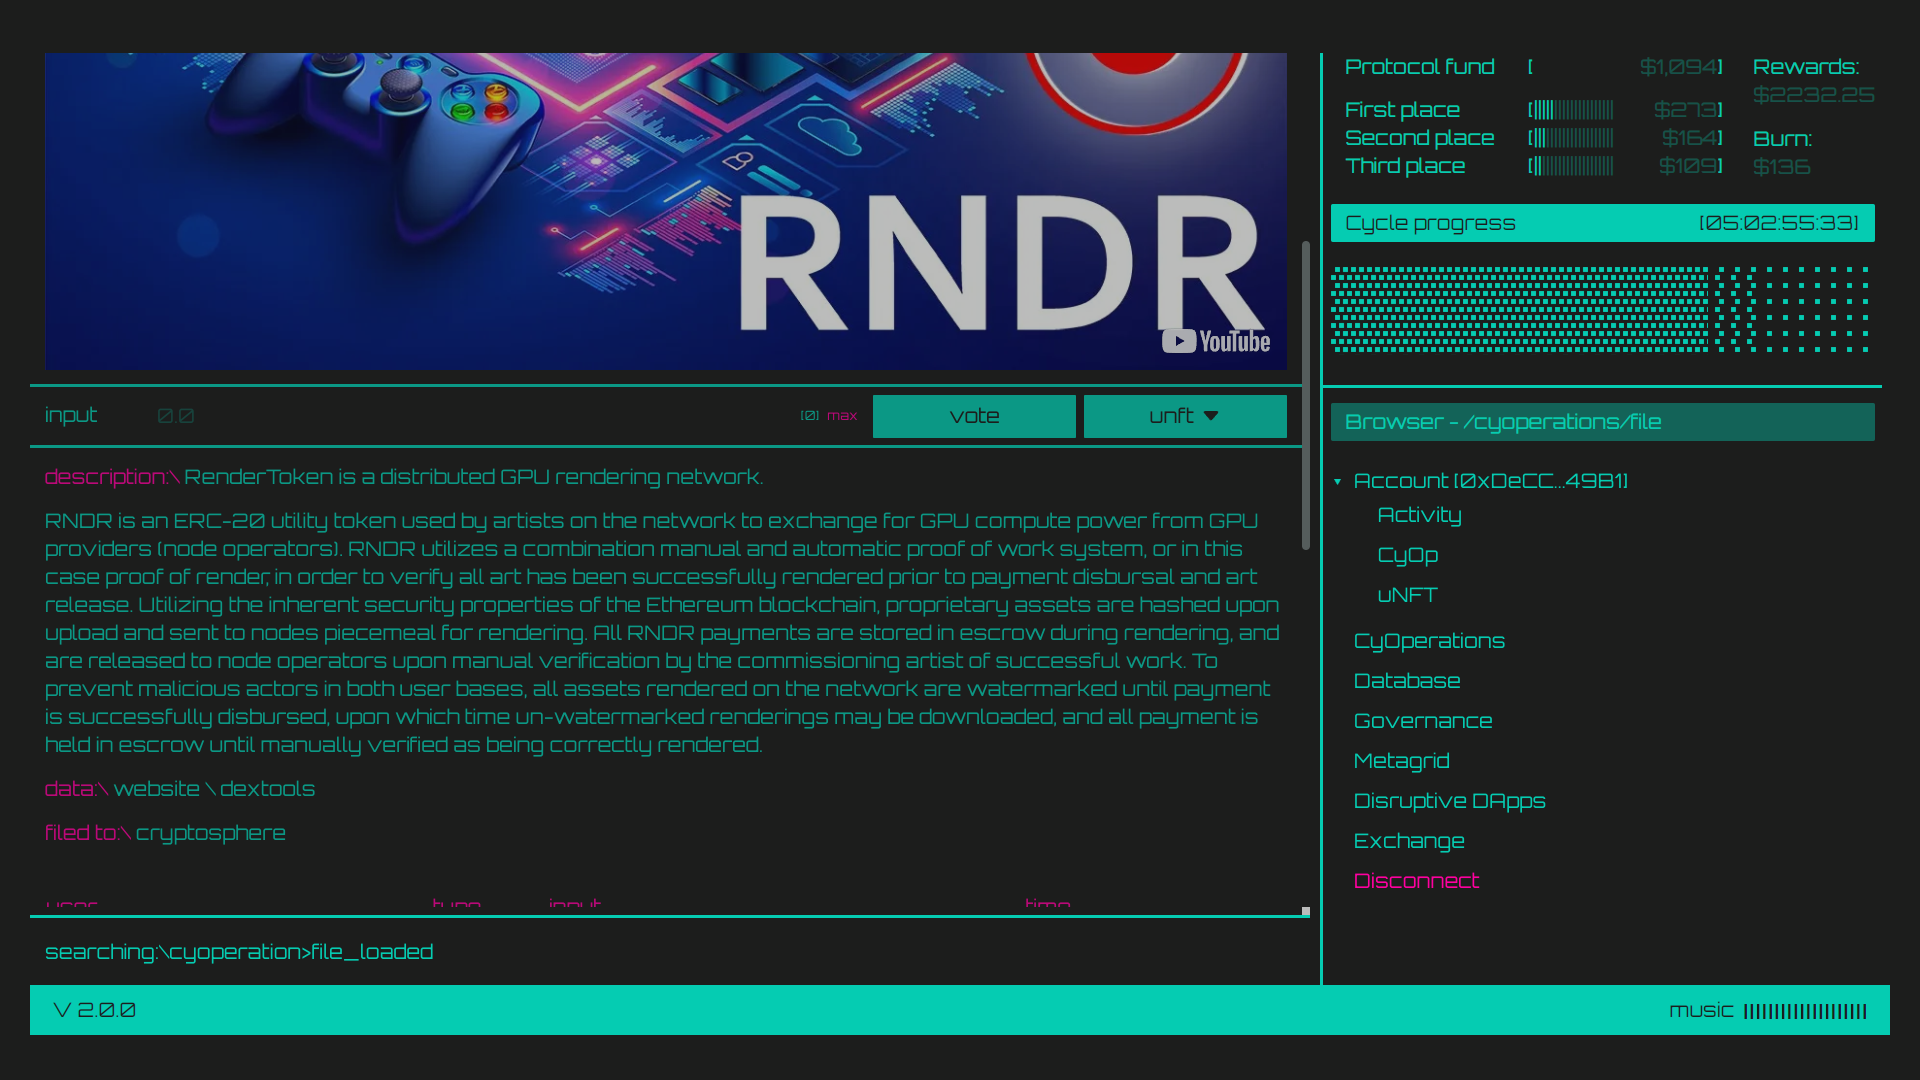 RNDR
YouTube
input 0.0 [0] max vote unft
description:\ RenderToken is a distributed GPU rendering network.
RNDR is an ERC-20 utility token used by artists on the network to exchange for GPU compute power from GPU
providers (node operators). RNDR utilizes a combination manual and automatic proof of work system, or in this
case proof of render, in order to verify all art has been successfully rendered prior to payment disbursal and art
release. Utilizing the inherent security properties of the Ethereum blockchain, proprietary assets are hashed upon
upload and sent to nodes piecemeal for rendering. All RNDR payments are stored in escrow during rendering, and
are released to node operators upon manual verification by the commissioning artist of successful work. To
prevent malicious actors in both user bases, all assets rendered on the network are watermarked until payment
is successfully disbursed, upon which time un-watermarked renderings may be downloaded, and all payment is
held in escrow until manually verified as being correctly rendered.
data:\ website \ dextools
filed to:\ cryptosphere
user type input time
searching:\cyoperation>file_loaded
Protocol fund [ $1,094]
First place [ $273]
Second place [ $164]
Third place [ $109]
Rewards:
$2232.25
Burn:
$136
Cycle progress [05:02:55:33]
Browser - /cyoperations/file
Account [0xDeCC...49B1]
Activity
CyOp
uNFT
CyOperations
Database
Governance
Metagrid
Disruptive DApps
Exchange
Disconnect
V 2.0.0
music